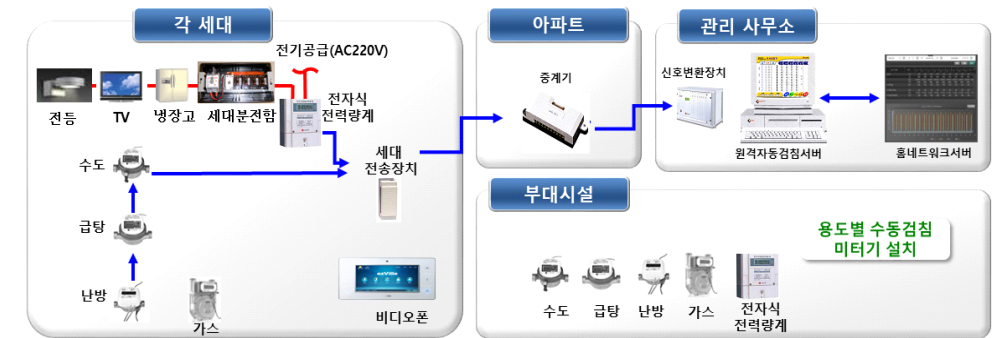 각 세대
전기공급(AC220V)
전등
TV
냉장고
세대분전함
전자식
전력량계
수도
세대
전송장치
급탕
난방
가스
비디오폰
아파트
중계기
관리 사무소
신호변환장치
원격자동검침서버
홈네트워크서버
부대시설
용도별 수동검침
미터기 설치
수도
급탕
난방
가스
전자식
전력량계